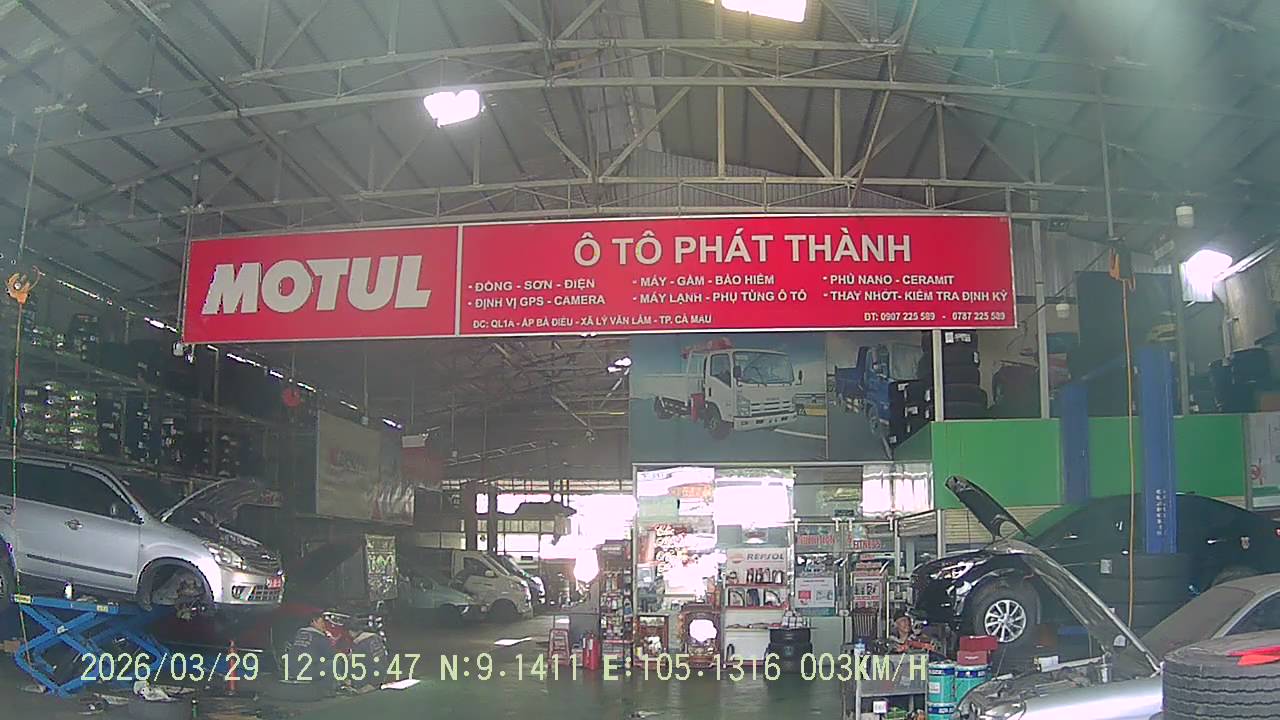 MOTUL
Ô TÔ PHÁT THÀNH
- ĐỒNG - SƠN - ĐIỆN
- MÁY - GẦM - BẢO HIỂM
- PHỦ NANO - CERAMIT
- ĐỊNH VỊ GPS - CAMERA
- MÁY LẠNH - PHỤ TÙNG Ô TÔ
- THAY NHỚT- KIỂM TRA ĐỊNH KỲ
ĐC: QL1A - ẤP BÀ ĐIỀU - XÃ LÝ VĂN LÂM - TP. CÀ MAU
ĐT: 0907 225 589 - 0787 225 589
REPSOL
2026/03/29 12:05:47 N:9.1411 E:105.1316 003KM/H